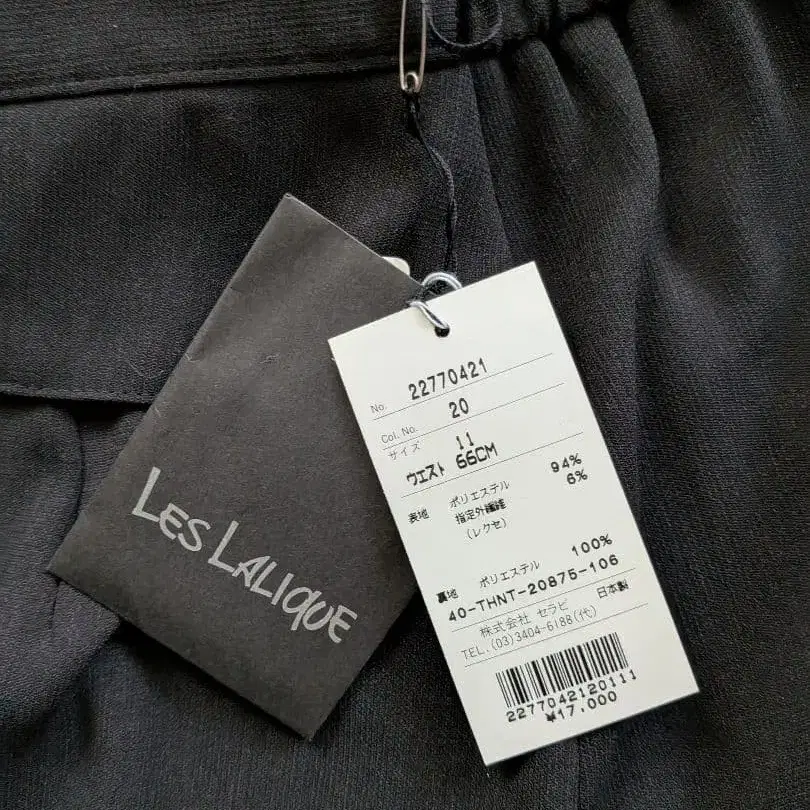 LES LALIQUE
No. 22770421
Col. No. 20
サイズ 11
ウエスト 66CM
表地 ポリエステル 94%
指定外繊維 6%
(レクセ)
裏地 ポリエステル 100%
40-THNT-20875-106
日本製
株式会社 セラビ
TEL.(03)3404-6188(代)
2277042120111
¥17,000